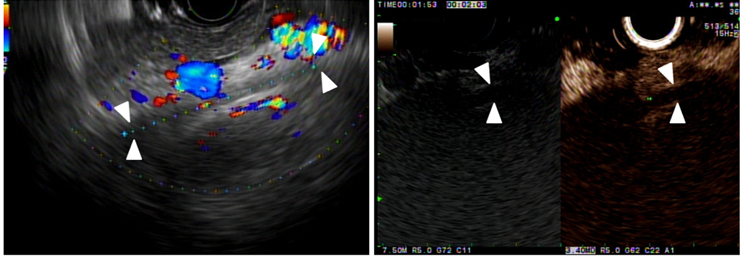 TIME00:01:53 00:02:03
A:**.*s **
36
513/514
15Hz
7.50M R5.0 G72 C11
3.40MD R5.0 G62 C22 A1